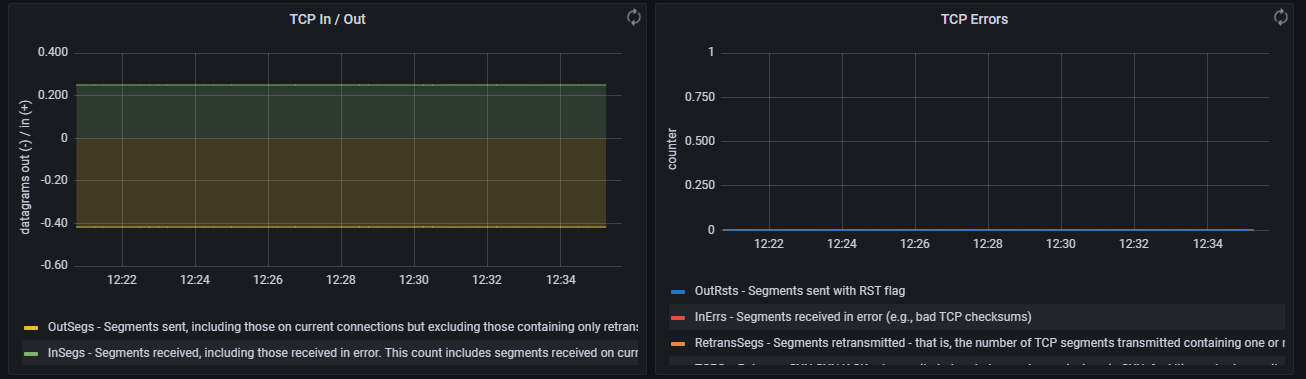 TCP In / Out
datagrams out (-) / in (+)
0.400
0.200
0
-0.20
-0.40
-0.60
12:22 12:24 12:26 12:28 12:30 12:32 12:34
OutSegs - Segments sent, including those on current connections but excluding those containing only
InSegs - Segments received, including those received in error. This count includes segments received on
TCP Errors
counter
1
0.750
0.500
0.250
0
12:22 12:24 12:26 12:28 12:30 12:32 12:34
OutRsts - Segments sent with RST flag
InErrs - Segments received in error (e.g., bad TCP checksums)
RetransSegs - Segments retransmitted - that is, the number of TCP segments transmitted containing one or